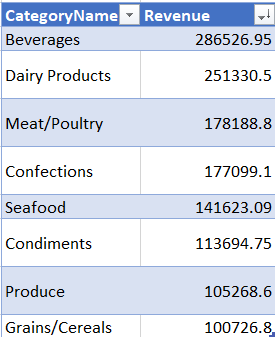 CategoryName Revenue
Beverages 286526.95
Dairy Products 251330.5
Meat/Poultry 178188.8
Confections 177099.1
Seafood 141623.09
Condiments 113694.75
Produce 105268.6
Grains/Cereals 100726.8